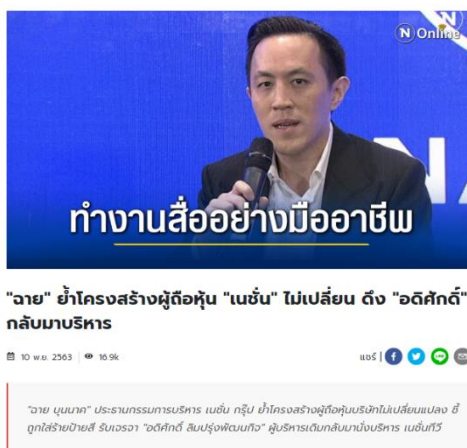 N Online
ทำงานสื่ออย่างมืออาชีพ
"ฉาย" ย้ำโครงสร้างผู้ถือหุ้น "เนชั่น" ไม่เปลี่ยน ดึง "อดิศักดิ์"
กลับมาบริหาร
10 พ.ย. 2563 16.9k แชร์
"ฉาย บุนนาค" ประธานกรรมการบริหาร เนชั่น กรุ๊ป ย้ำโครงสร้างผู้ถือหุ้นบริษัทไม่เปลี่ยนแปลง ชี้
ถูกใส่ร้ายป้ายสี รับเจรจา "อดิศักดิ์ ลิมปรุ่งพัฒนกิจ" ผู้บริหารเดิมกลับมานั่งบริหาร เนชั่นทีวี